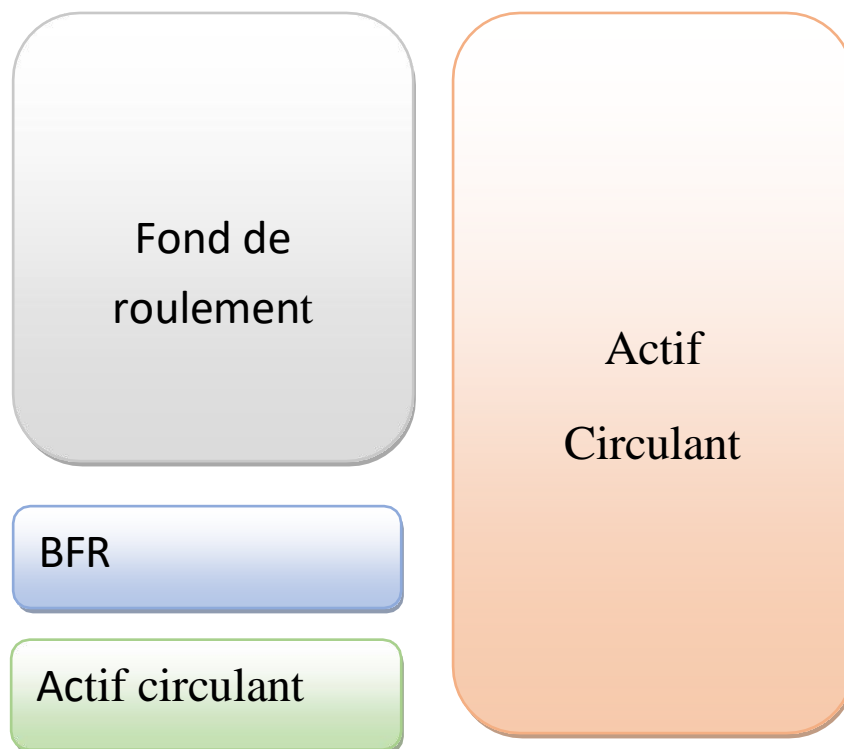 Fond de
roulement
BFR
Actif circulant
Actif
Circulant